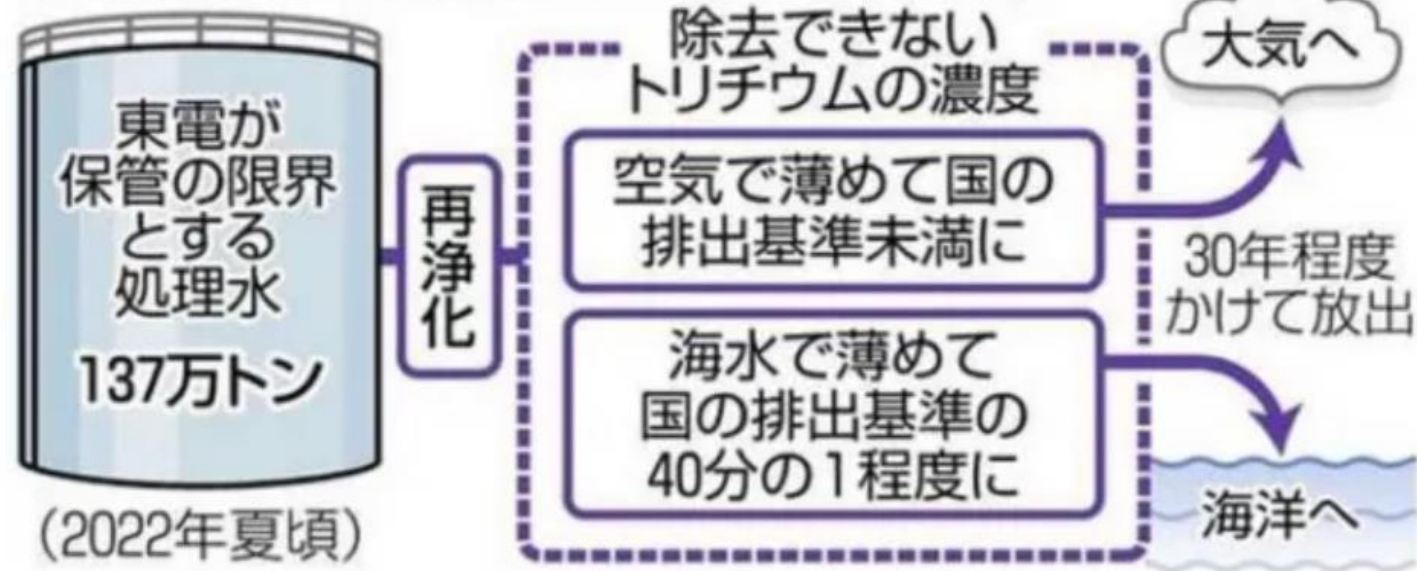 東電が
保管の限界
とする
処理水
137万トン
(2022年夏頃)
再浄化
除去できない
トリチウムの濃度
空気で薄めて国の
排出基準未満に
海水で薄めて
国の排出基準の
40分の1程度に
大気へ
30年程度
かけて放出
海洋へ